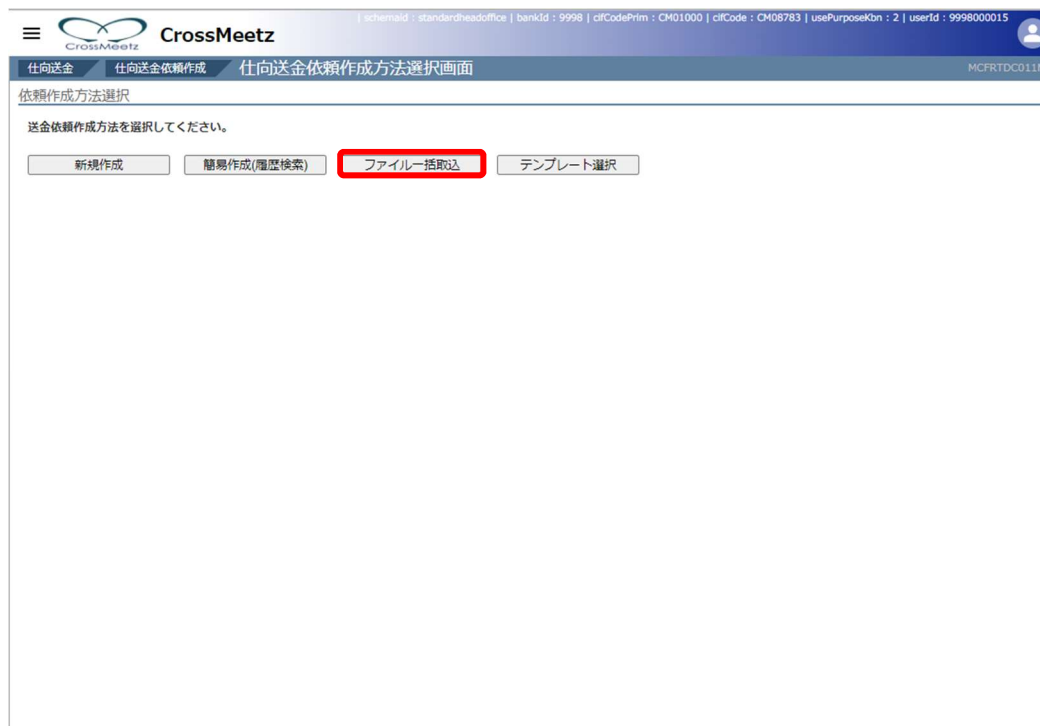 | schemaId : standardheadoffice | bankId : 9998 | cifCodePrim : CM01000 | cifCode : CM08783 | usePurposeKbn : 2 | userId : 9998000015
CrossMeetz
CrossMeetz
仕向送金 仕向送金依頼作成 仕向送金依頼作成方法選択画面
依頼作成方法選択
送金依頼作成方法を選択してください。
新規作成 簡易作成(履歴検索) ファイル一括取込 テンプレート選択